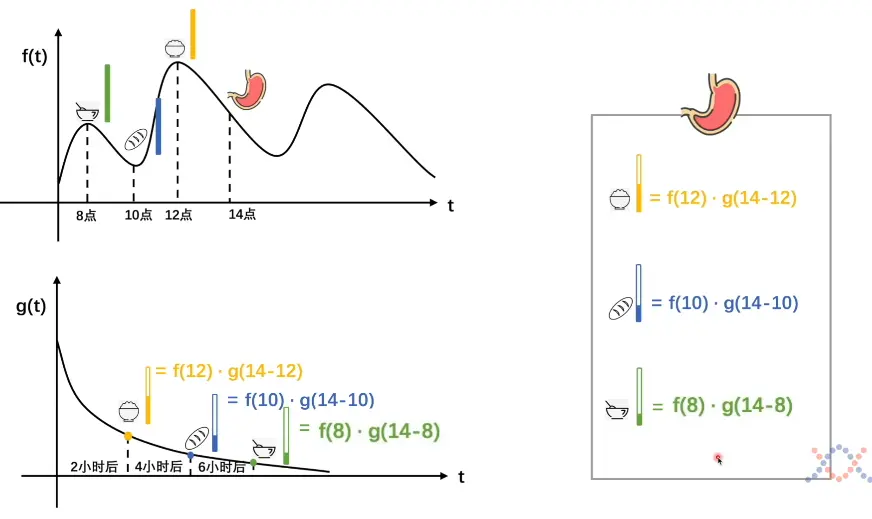 f(t)
8点
10点
12点
14点
t
g(t)
= f(12) · g(14-12)
= f(10) · g(14-10)
= f(8) · g(14-8)
2小时后
4小时后
6小时后
t
= f(12) · g(14-12)
= f(10) · g(14-10)
= f(8) · g(14-8)